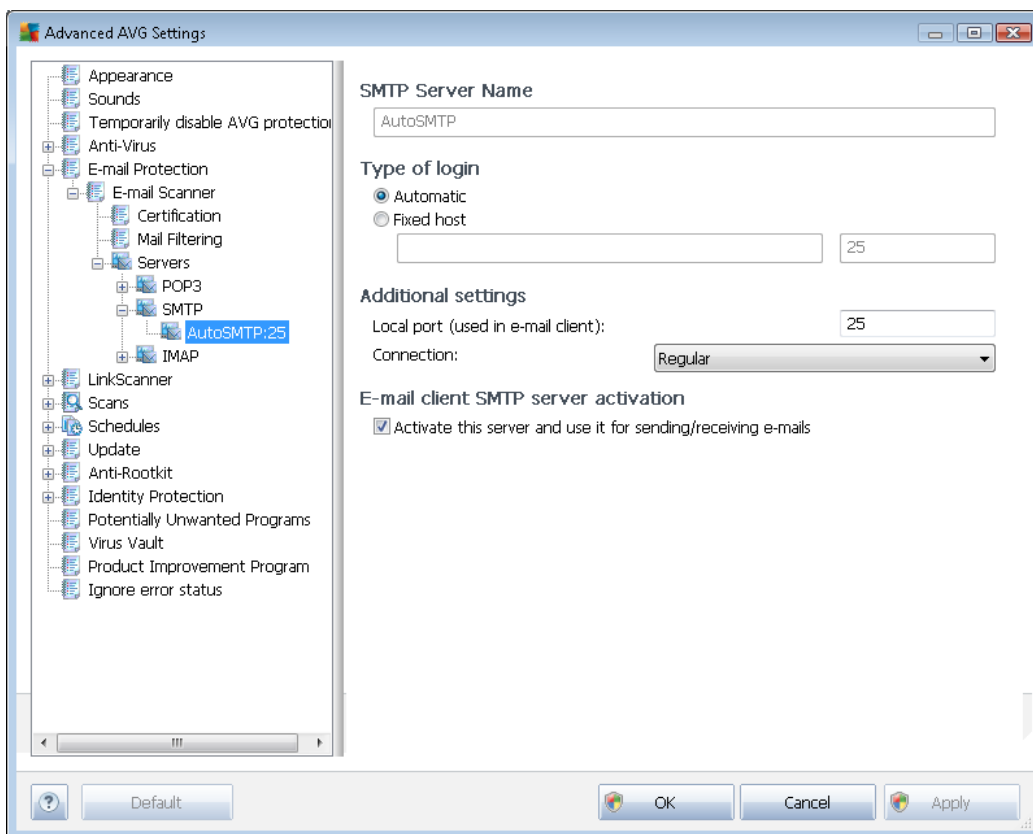 Advanced AVG Settings
Appearance
Sounds
Temporarily disable AVG protection
Anti-Virus
E-mail Protection
E-mail Scanner
Certification
Mail Filtering
Servers
POP3
SMTP
AutoSMTP:25
IMAP
LinkScanner
Scans
Schedules
Update
Anti-Rootkit
Identity Protection
Potentially Unwanted Programs
Virus Vault
Product Improvement Program
Ignore error status
SMTP Server Name
AutoSMTP
Type of login
Automatic
Fixed host
25
Additional settings
Local port (used in e-mail client): 25
Connection: Regular
E-mail client SMTP server activation
Activate this server and use it for sending/receiving e-mails
? Default OK Cancel Apply